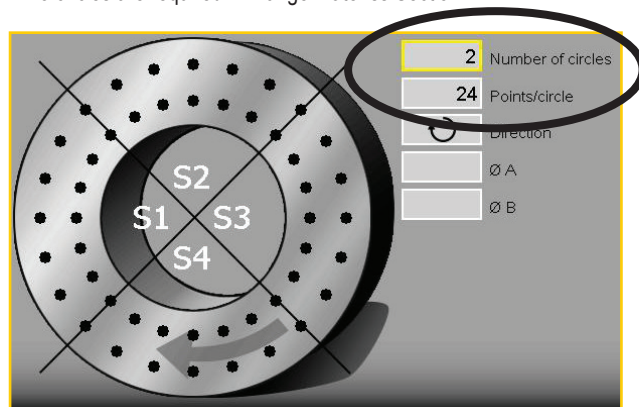 2 Number of circles
24 Points/circle
Direction
Ø A
Ø B
S2
S1 S3
S4